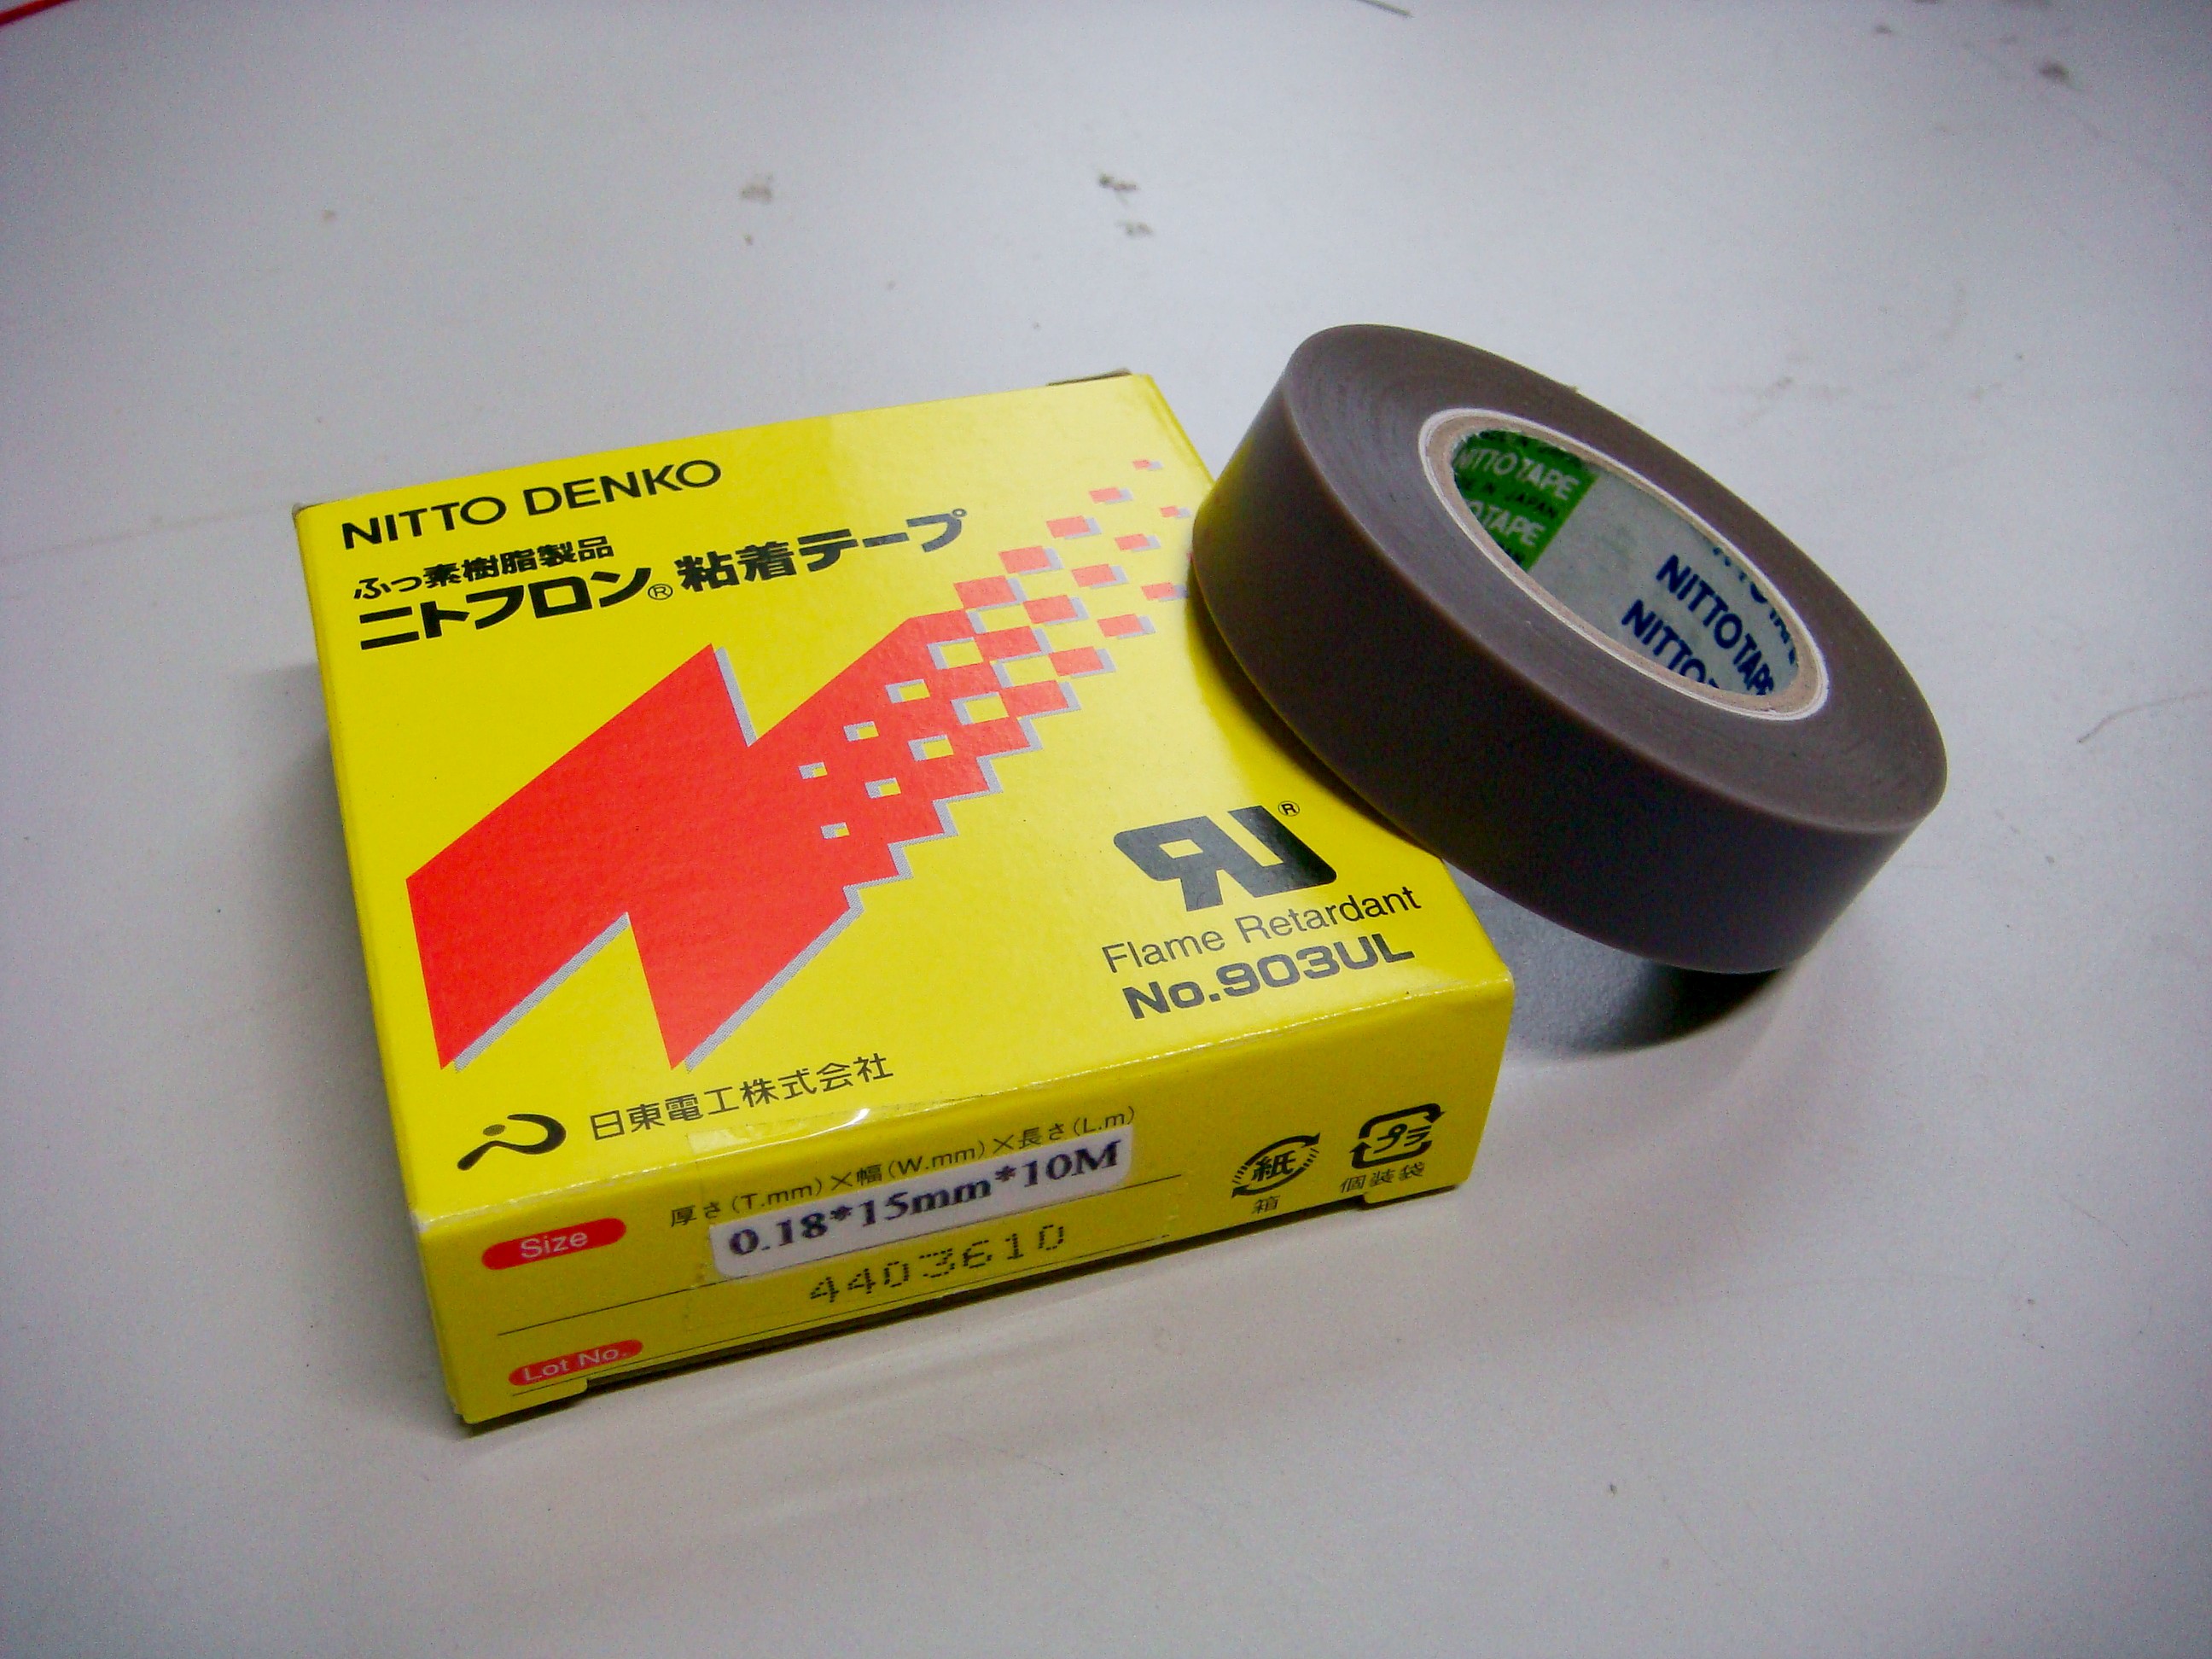 NITTO DENKO
ふっ素樹脂製品
ニトフロン® 粘着テープ
®
Flame Retardant
No.903UL
日東電工株式会社
厚さ(T.mm)×幅(W.mm)×長さ(L.m)
Size
0.18*15mm*10M
4403610
Lot No.
紙
箱
プラ
個装袋
NITTO TAPE
IN JAPAN
TAPE
NITTO TAPE
NITTO